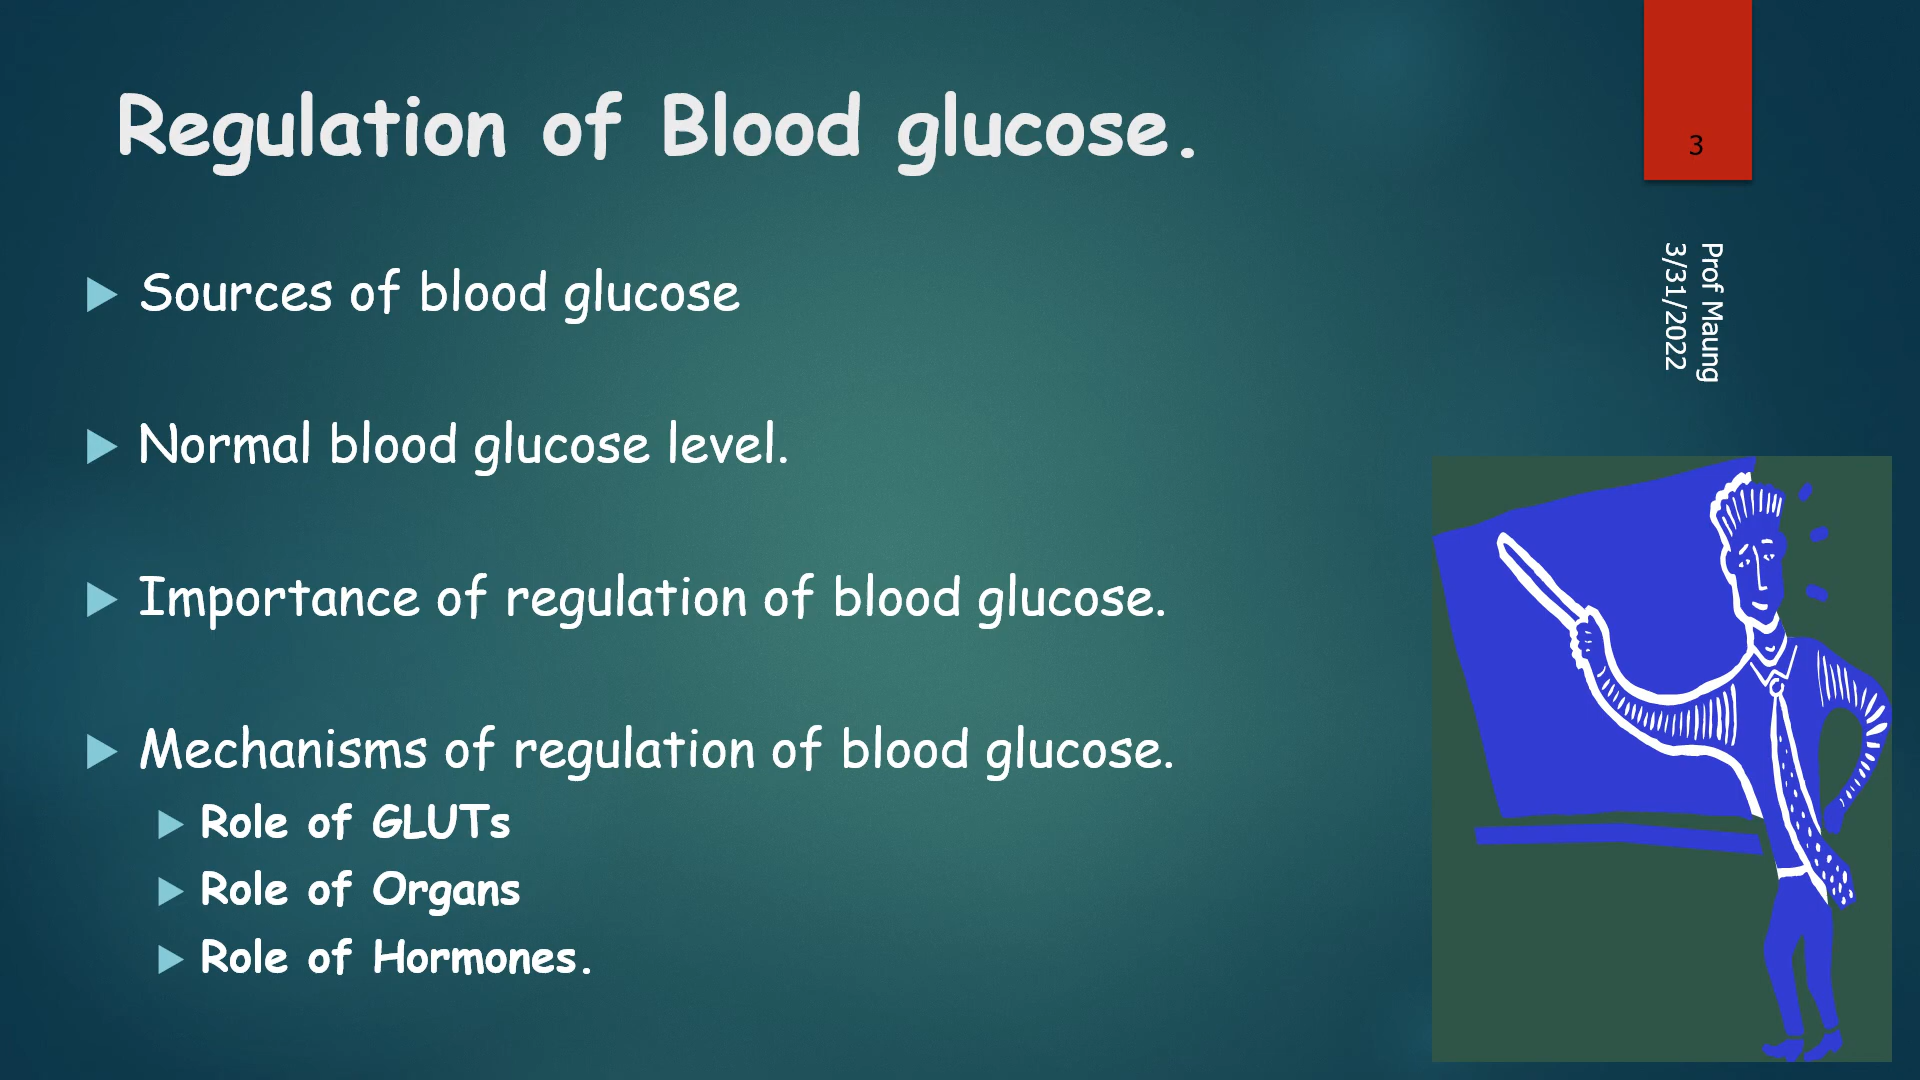 Regulation of Blood glucose.
3
Prof Maung
3/31/2022
Sources of blood glucose
Normal blood glucose level.
Importance of regulation of blood glucose.
Mechanisms of regulation of blood glucose.
Role of GLUTs
Role of Organs
Role of Hormones.